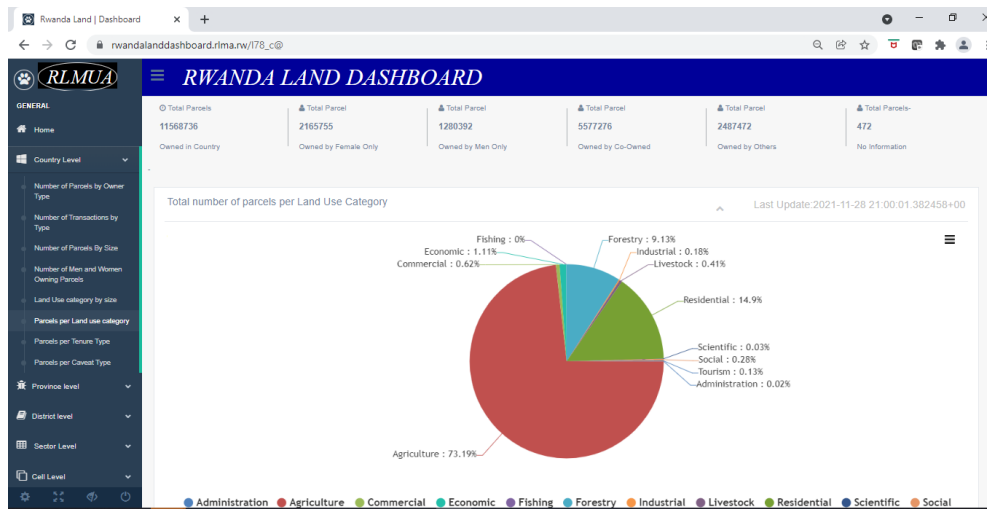 Rwanda Land | Dashboard
rwandalanddashboard.rlma.rw/l78_c@
RLMUA
RWANDA LAND DASHBOARD
GENERAL
Home
Country Level
Number of Parcels by Owner
Type
Number of Transactions by
Type
Number of Parcels By Size
Number of Men and Women
Owning Parcels
Land Use category by size
Parcels per Land use category
Parcels per Tenure Type
Parcels per Caveat Type
Province level
District level
Sector Level
Cell Level
Total Parcels
11568736
Owned in Country
Total Parcel
2165755
Owned by Female Only
Total Parcel
1280392
Owned by Man Only
Total Parcel
5577276
Owned by Co-Owned
Total Parcel
2487472
Owned by Others
Total Parcels-
472
No Information
Total number of parcels per Land Use Category
Last Update:2021-11-28 21:00:01.382458+00
Fishing : 0%
Economic : 1.11%
Commercial : 0.62%
Forestry : 9.13%
Industrial : 0.18%
Livestock : 0.41%
Residential : 14.9%
Scientific : 0.03%
Social : 0.28%
Tourism : 0.13%
Administration : 0.02%
Agriculture : 73.19%
Administration Agriculture Commercial Economic Fishing Forestry Industrial Livestock Residential Scientific Social